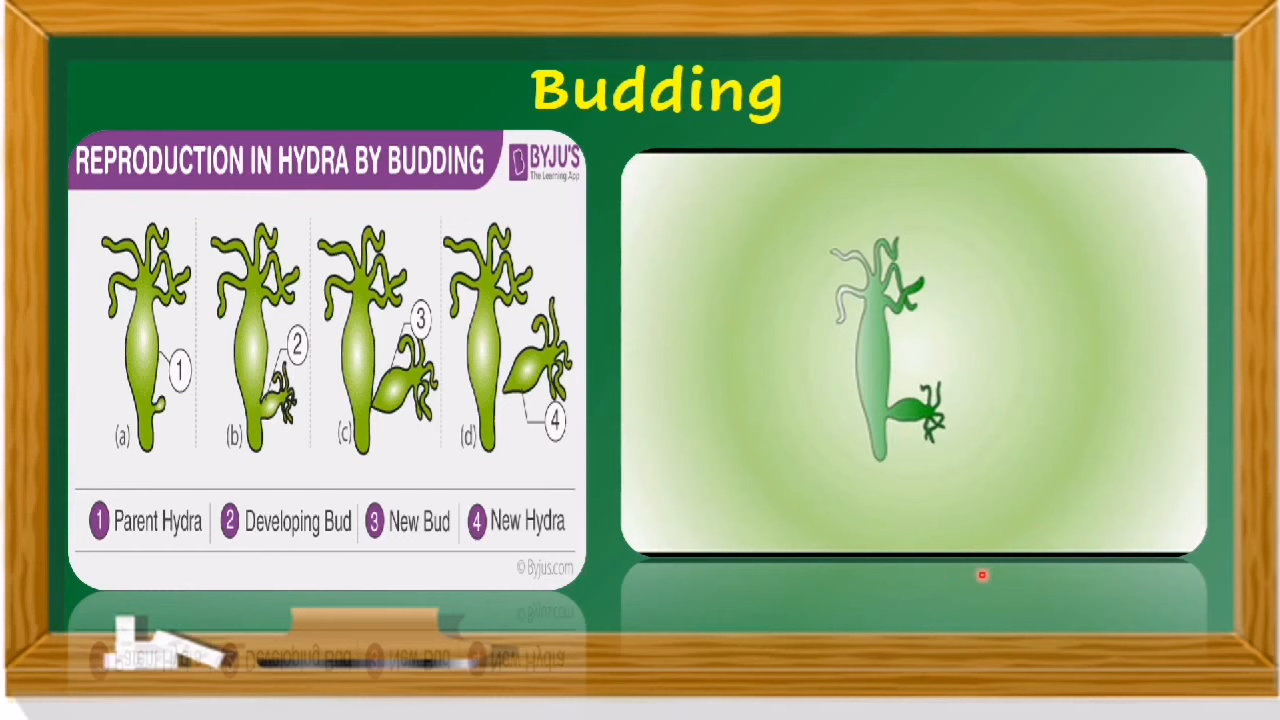 Budding
REPRODUCTION IN HYDRA BY BUDDING
BYJU'S
The Learning App
1
2
3
4
(a)
(b)
(c)
(d)
1 Parent Hydra
2 Developing Bud
3 New Bud
4 New Hydra
© Byjus.com